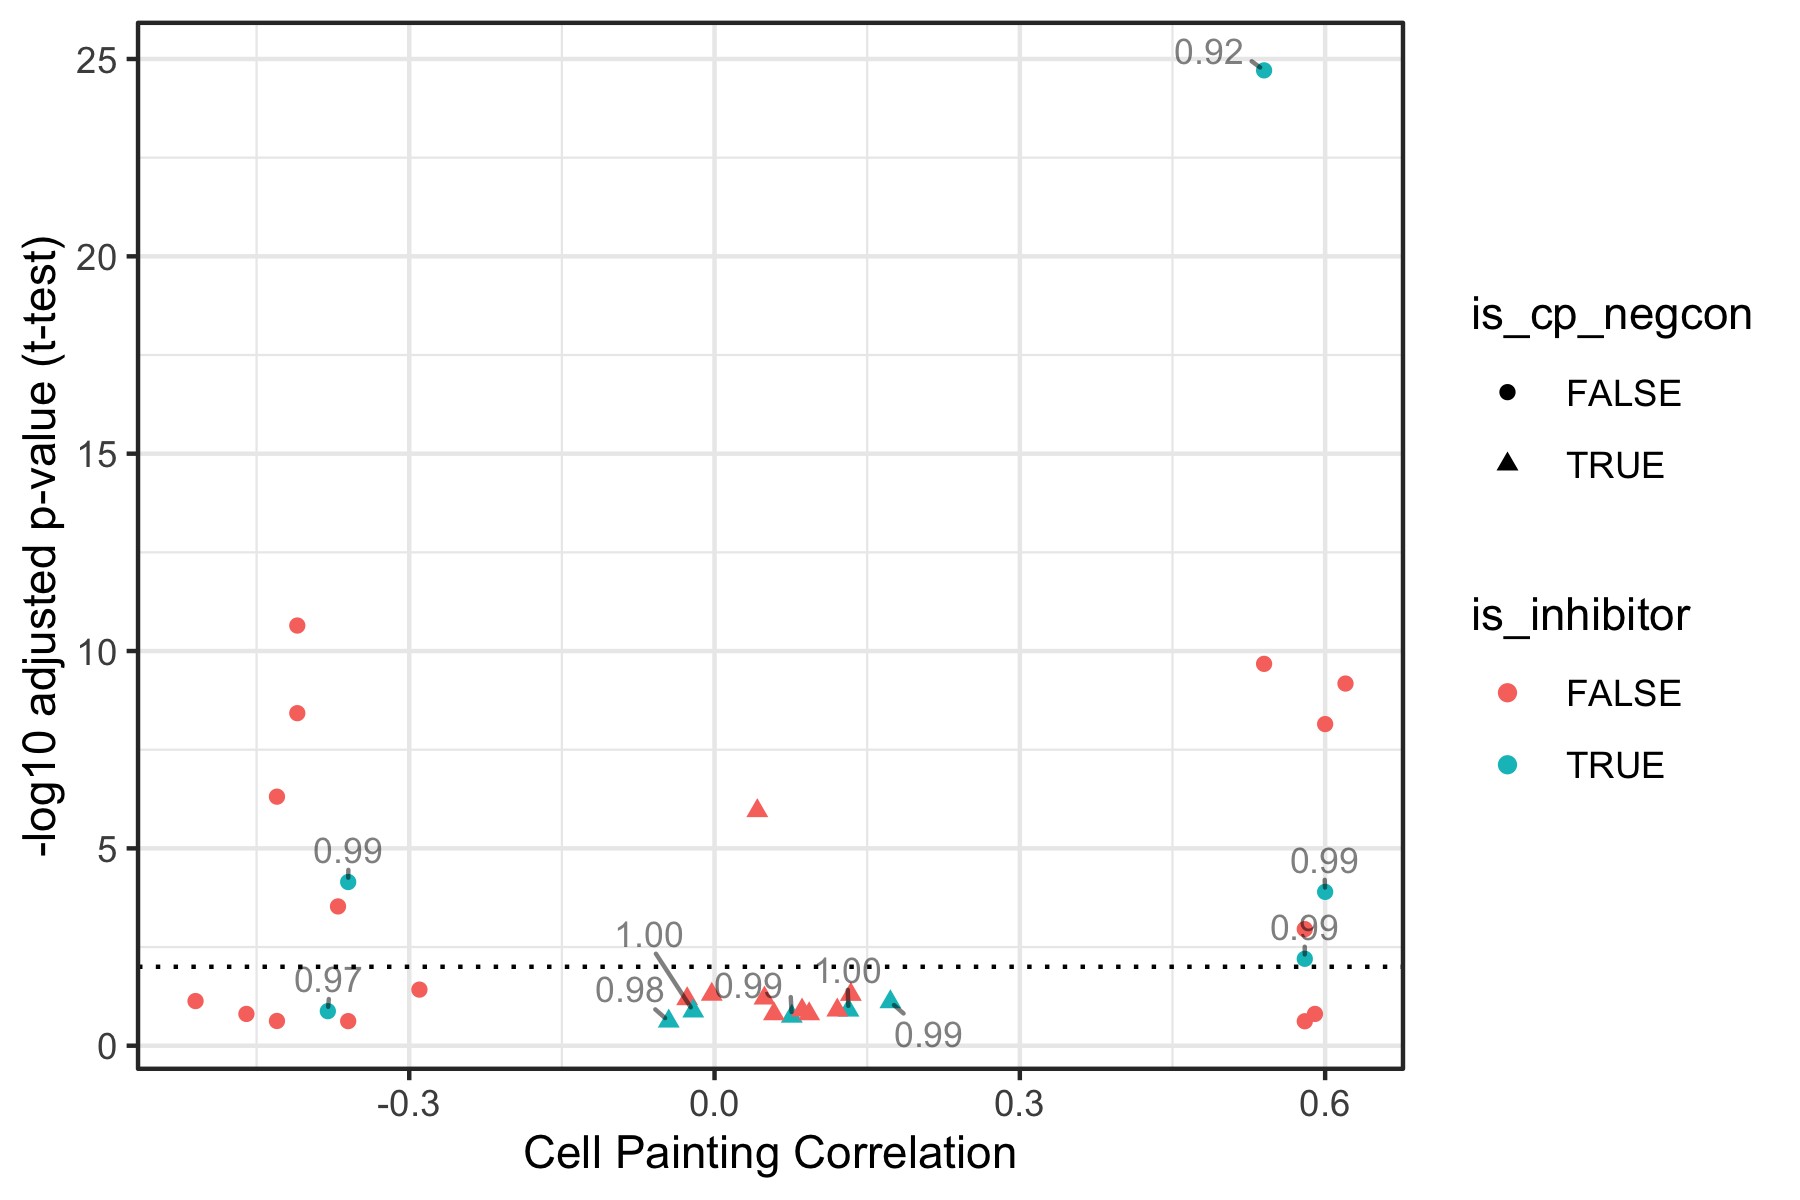 -log10 adjusted p-value (t-test)
25
20
15
10
5
0
0.92
0.99
0.99
0.99
1.00
0.97
1.00
0.98
0.99
0.99
-0.3
0.0
0.3
0.6
Cell Painting Correlation
is_cp_negcon
FALSE
TRUE
is_inhibitor
FALSE
TRUE